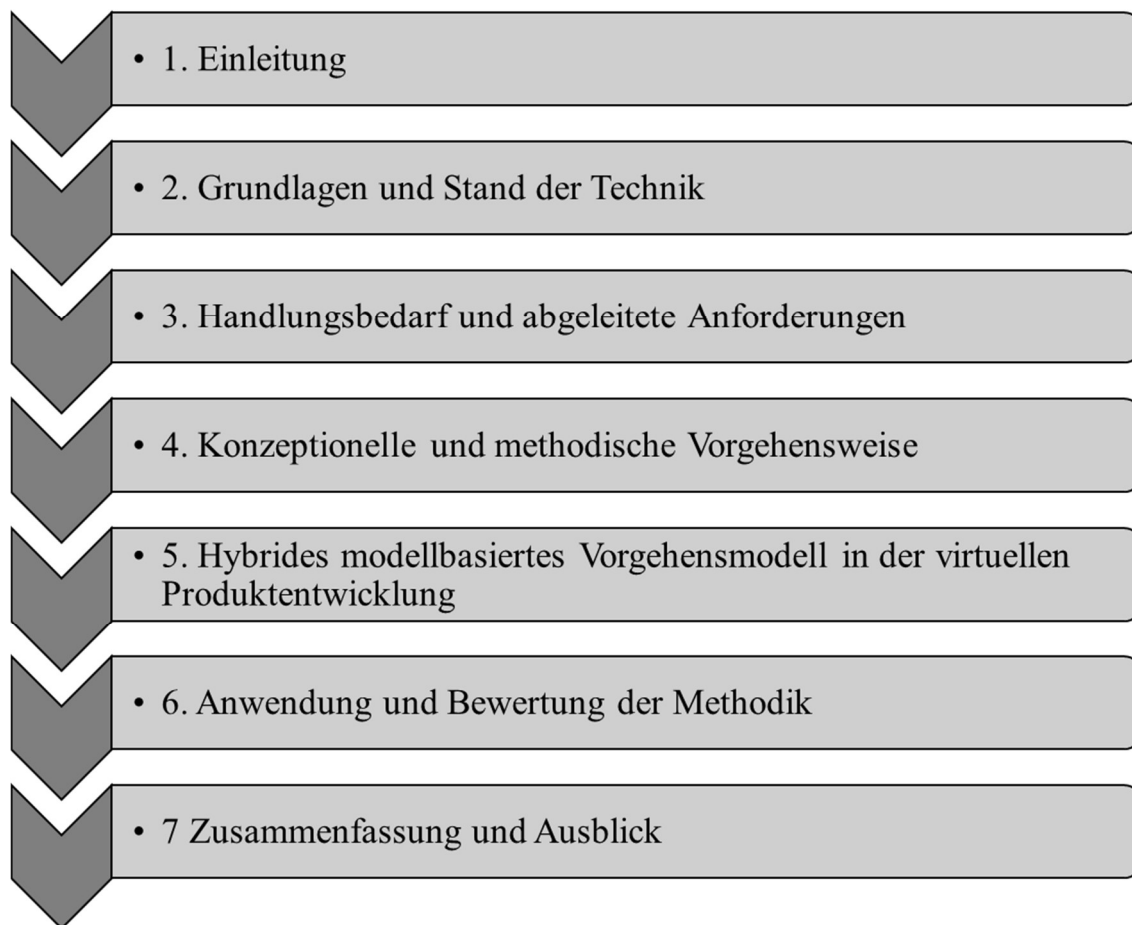 • 1. Einleitung
• 2. Grundlagen und Stand der Technik
• 3. Handlungsbedarf und abgeleitete Anforderungen
• 4. Konzeptionelle und methodische Vorgehensweise
• 5. Hybrides modellbasiertes Vorgehensmodell in der virtuellen
Produktentwicklung
• 6. Anwendung und Bewertung der Methodik
• 7 Zusammenfassung und Ausblick